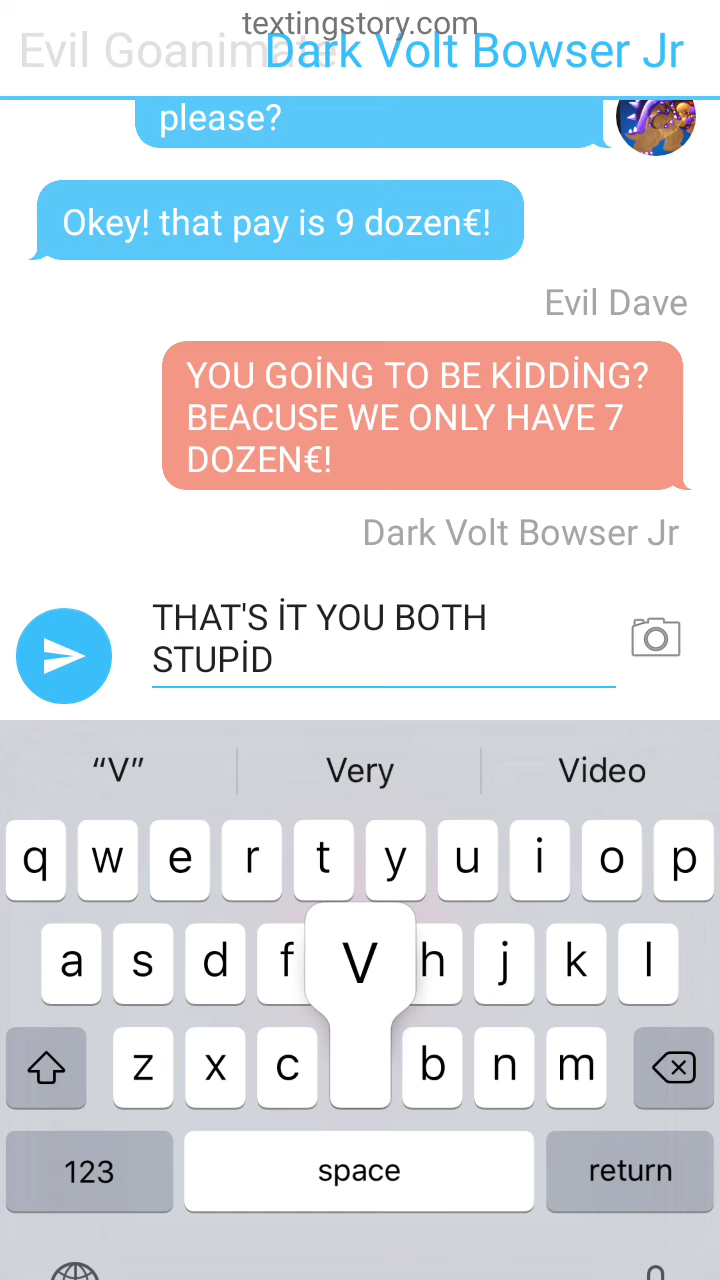 textingstory.com
Evil Goanimate
Dark Volt Bowser Jr
please?
Okey! that pay is 9 dozen€!
Evil Dave
YOU GOİNG TO BE KİDDİNG?
BEACUSE WE ONLY HAVE 7
DOZEN€!
Dark Volt Bowser Jr
THAT'S İT YOU BOTH
STUPİD
“V” Very Video
q w e r t y u i o p
a s d f V h j k l
z x c b n m
123 space return